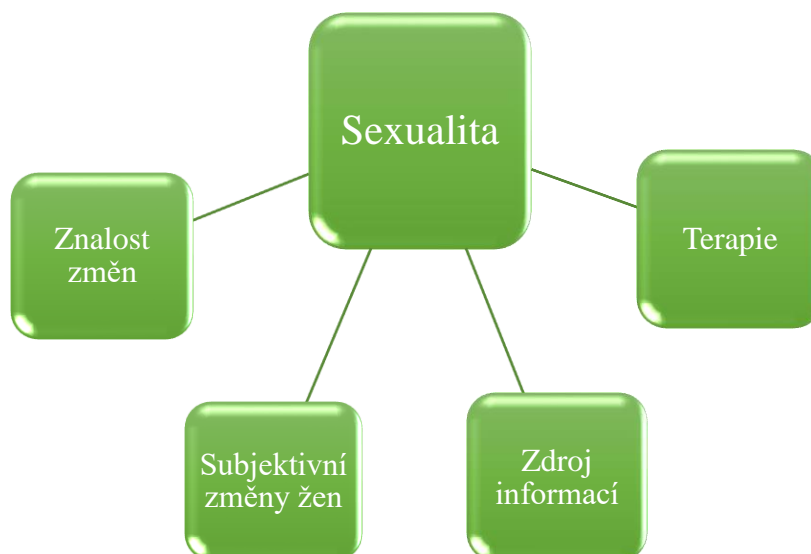 Sexualita
Znalost
změn
Terapie
Subjektivní
změny žen
Zdroj
informací